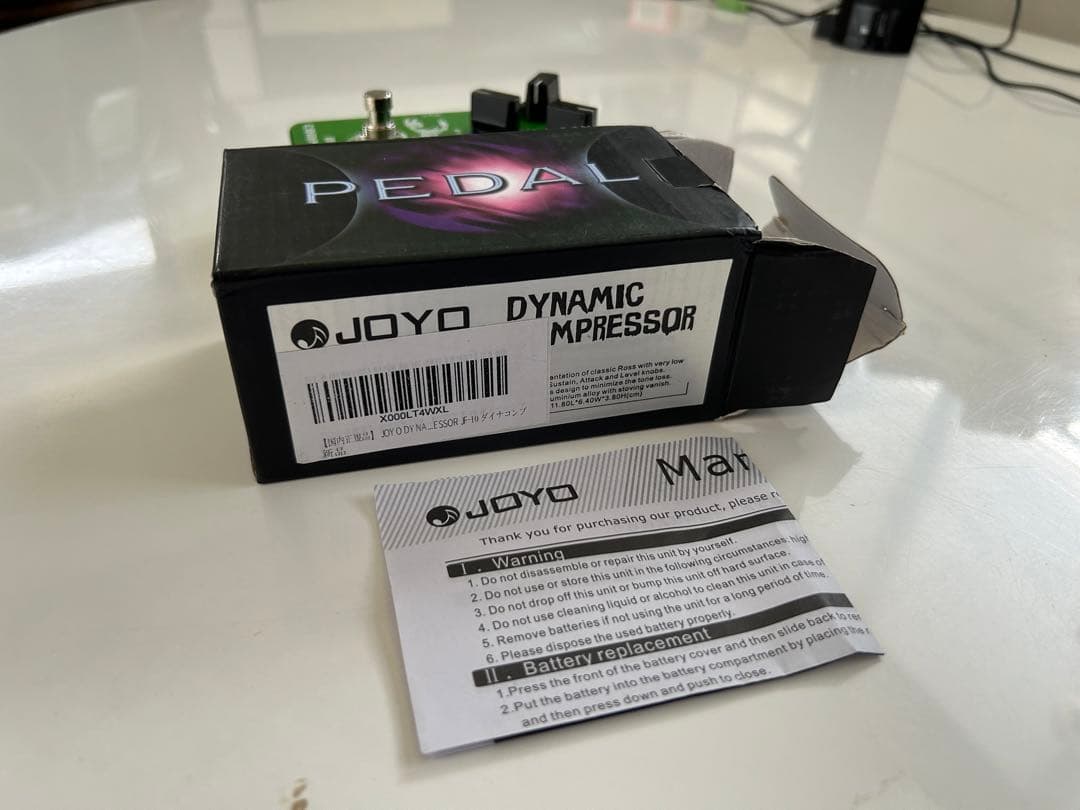 PEDAL
JOYO DYNAMIC
MPRESSOR
entation of classic Ross with very low
Sustain, Attack and Level knobs.
s design to minimize the tone loss.
uminium alloy with stoving vanish.
11.80L*6.40W*3.80H(cm)
X000LT4WXL
【国内正規品】 JOYO DYNA...ESSOR JF-10 ダイナコンプ
新品
JOYO Man
Thank you for purchasing our product, please re
I . Warning
1. Do not disassemble or repair this unit by yourself.
2. Do not use or store this unit in the following circumstances: high
3. Do not drop off this unit or bump this unit off hard surface.
4. Do not use cleaning liquid or alcohol to clean this unit in case of
5. Remove batteries if not using the unit for a long period of time.
6. Please dispose the used battery properly.
II . Battery replacement
1.Press the front of the battery cover and then slide back to re
2.Put the battery into the battery compartment by placing the
and then press down and push to close.